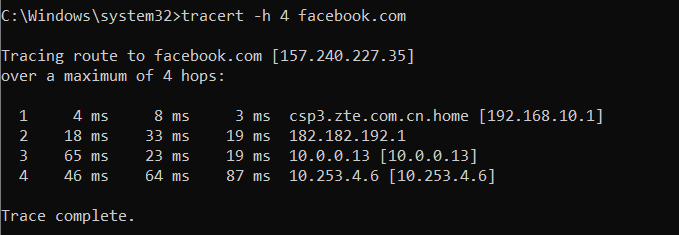 C:\Windows\system32>tracert -h 4 facebook.com
Tracing route to facebook.com [157.240.227.35]
over a maximum of 4 hops:
1 4 ms 8 ms 3 ms csp3.zte.com.cn.home [192.168.10.1]
2 18 ms 33 ms 19 ms 182.182.192.1
3 65 ms 23 ms 19 ms 10.0.0.13 [10.0.0.13]
4 46 ms 64 ms 87 ms 10.253.4.6 [10.253.4.6]
Trace complete.